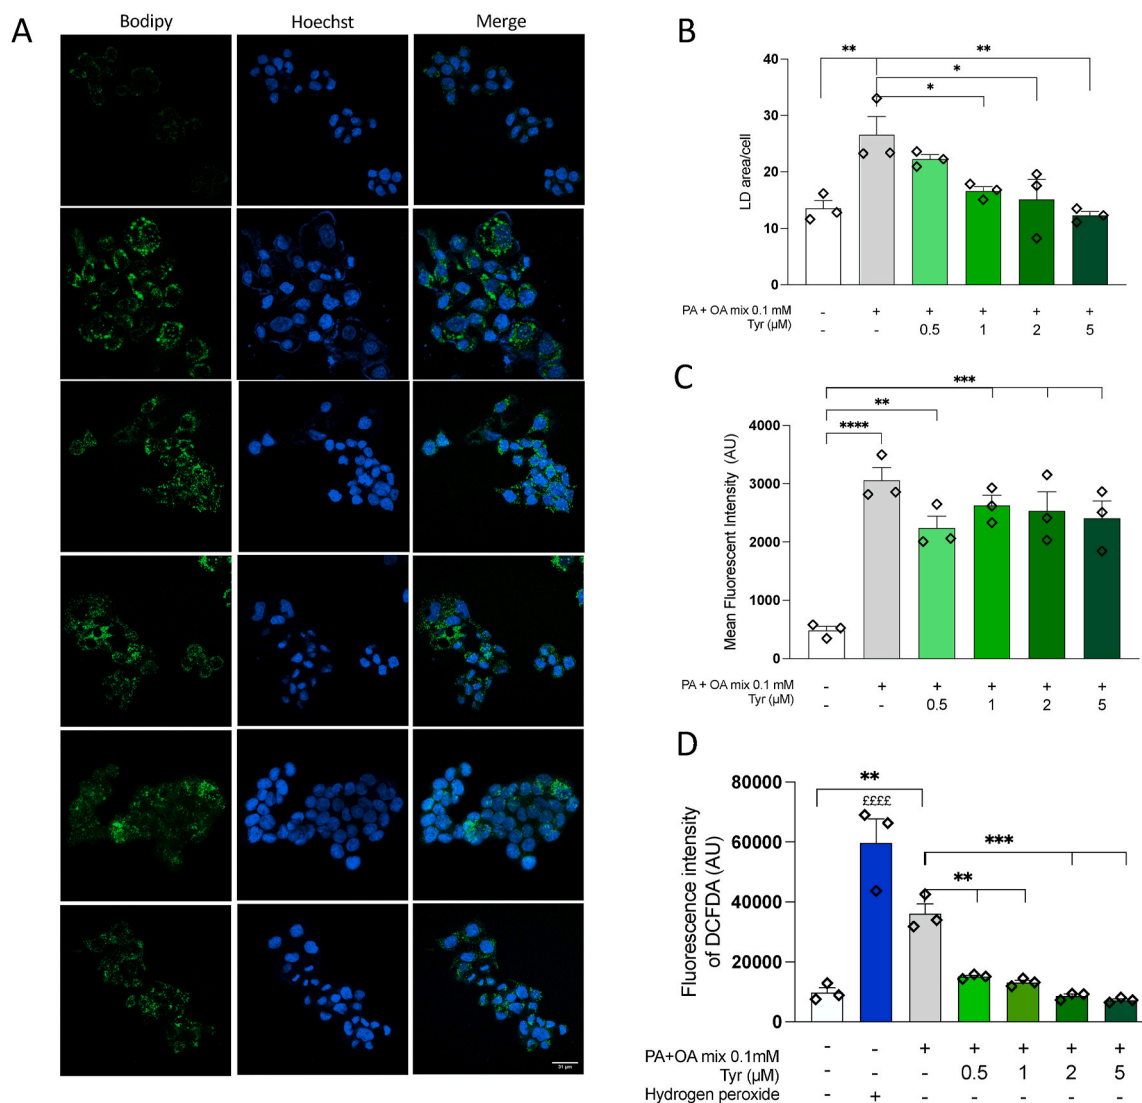 A
Bodipy Hoechst Merge
31 µm
B
** **
*
*
40
30
20
10
0
LD area/cell
PA + OA mix 0.1 mM - + + + + +
Tyr (µM) - - 0.5 1 2 5
C
***
**
****
4000
3000
2000
1000
0
Mean Fluorescent Intensity (AU)
PA + OA mix 0.1 mM - + + + + +
Tyr (µM) - - 0.5 1 2 5
D
**
££££
***
**
80000
60000
40000
20000
0
Fluorescence intensity
of DCFDA (AU)
PA+OA mix 0.1mM - - + + + + +
Tyr (µM) - - - 0.5 1 2 5
Hydrogen peroxide - + - - - - -